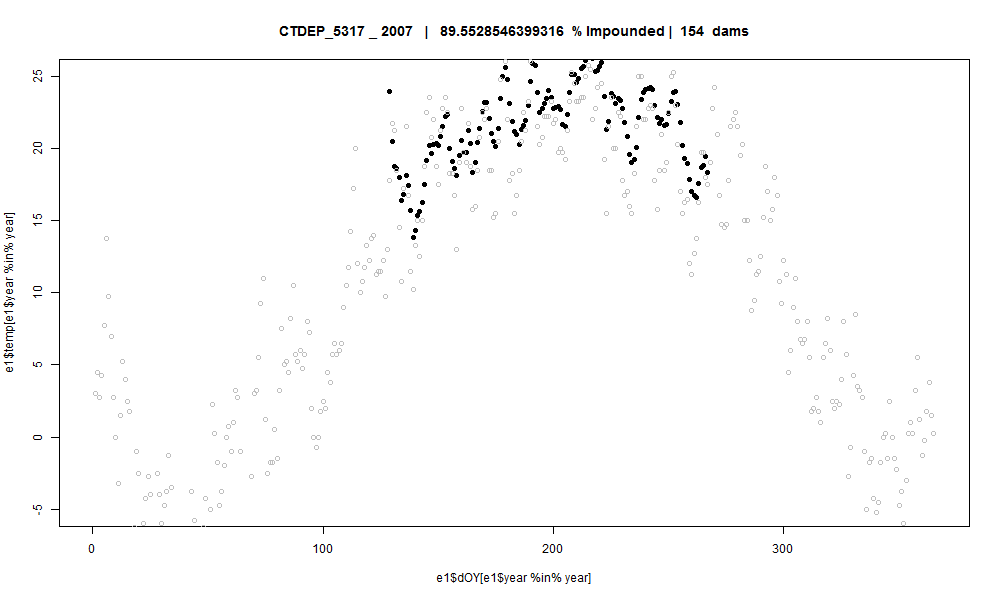 CTDEP_5317 _ 2007 | 89.5528546399316 % Impounded | 154 dams
e1$temp[e1$year %in% year]
25
20
15
10
5
0
-5
0 100 200 300
e1$dOY[e1$year %in% year]